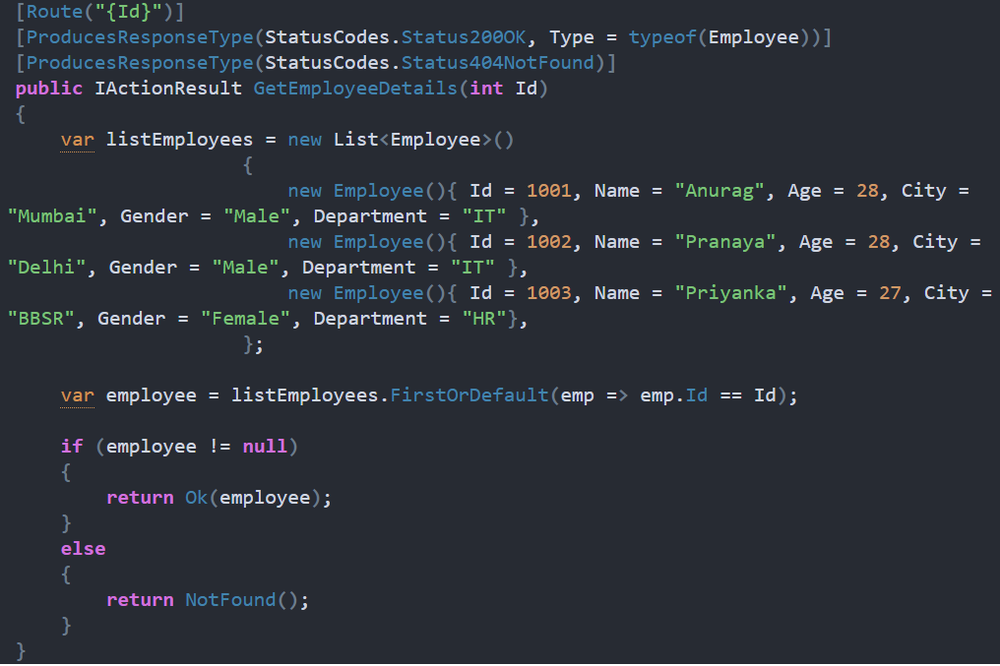 [Route("{Id}")]
[ProducesResponseType(StatusCodes.Status200OK, Type = typeof(Employee))]
[ProducesResponseType(StatusCodes.Status404NotFound)]
public IActionResult GetEmployeeDetails(int Id)
{
    var listEmployees = new List<Employee>()
                    {
                        new Employee(){ Id = 1001, Name = "Anurag", Age = 28, City =
"Mumbai", Gender = "Male", Department = "IT" },
                        new Employee(){ Id = 1002, Name = "Pranaya", Age = 28, City =
"Delhi", Gender = "Male", Department = "IT" },
                        new Employee(){ Id = 1003, Name = "Priyanka", Age = 27, City =
"BBSR", Gender = "Female", Department = "HR"},
                    };

    var employee = listEmployees.FirstOrDefault(emp => emp.Id == Id);

    if (employee != null)
    {
        return Ok(employee);
    }
    else
    {
        return NotFound();
    }
}